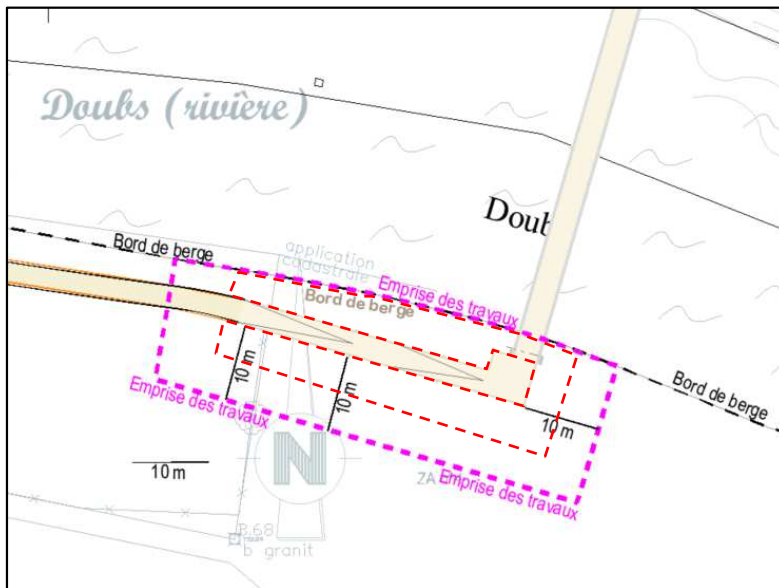 Doubs (rivière)
Doub
Bord de berge
application
cadastrale
Emprise des travaux
Bord de berge
Bord de berge
10 m
10 m
Emprise des travaux
10 m
10 m
N
ZA
Emprise des travaux
B.68
b granit